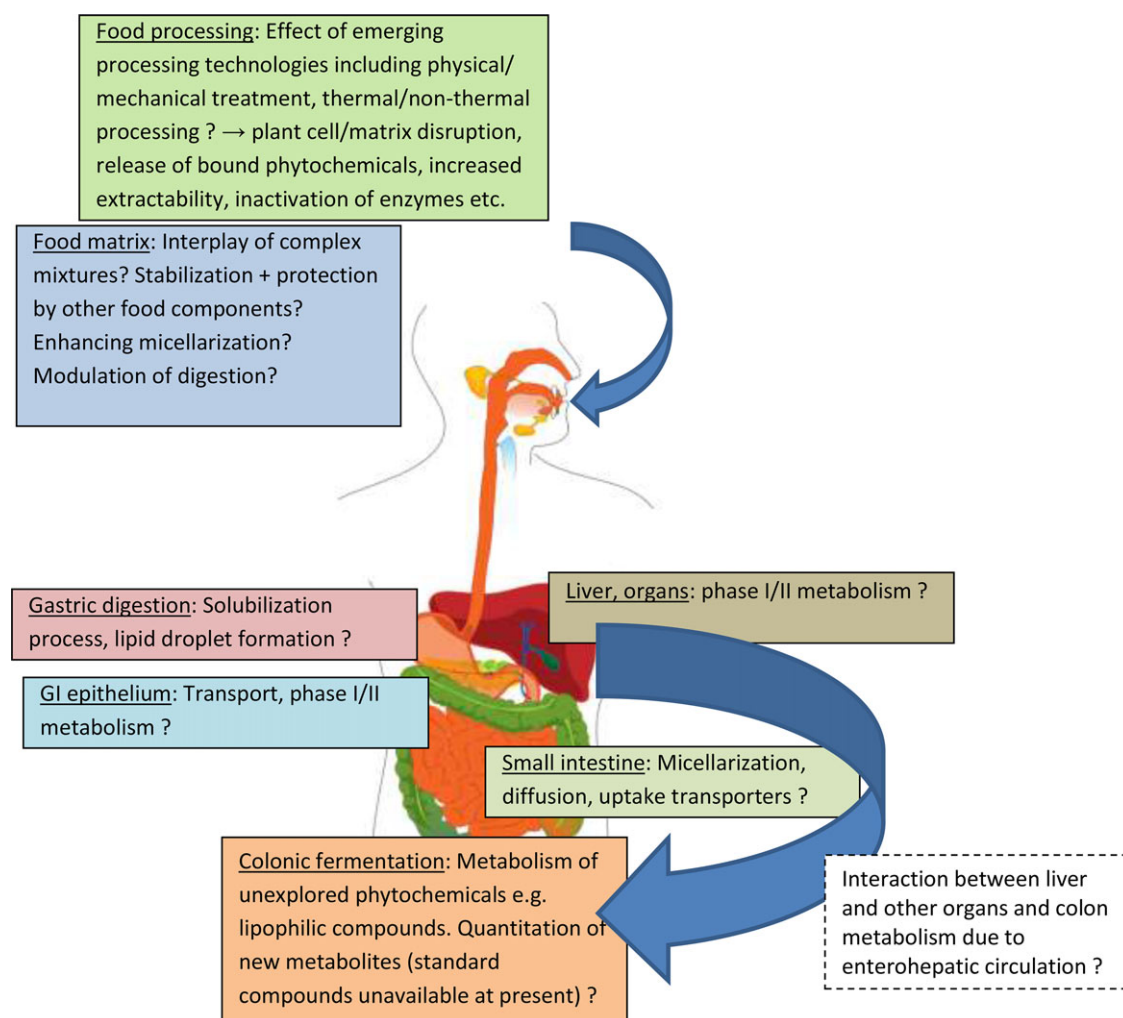 Food processing: Effect of emerging
processing technologies including physical/
mechanical treatment, thermal/non-thermal
processing ? → plant cell/matrix disruption,
release of bound phytochemicals, increased
extractability, inactivation of enzymes etc.
Food matrix: Interplay of complex
mixtures? Stabilization + protection
by other food components?
Enhancing micellarization?
Modulation of digestion?
Gastric digestion: Solubilization
process, lipid droplet formation ?
Liver, organs: phase I/II metabolism ?
GI epithelium: Transport, phase I/II
metabolism ?
Small intestine: Micellarization,
diffusion, uptake transporters ?
Colonic fermentation: Metabolism of
unexplored phytochemicals e.g.
lipophilic compounds. Quantitation of
new metabolites (standard
compounds unavailable at present) ?
Interaction between liver
and other organs and colon
metabolism due to
enterohepatic circulation ?